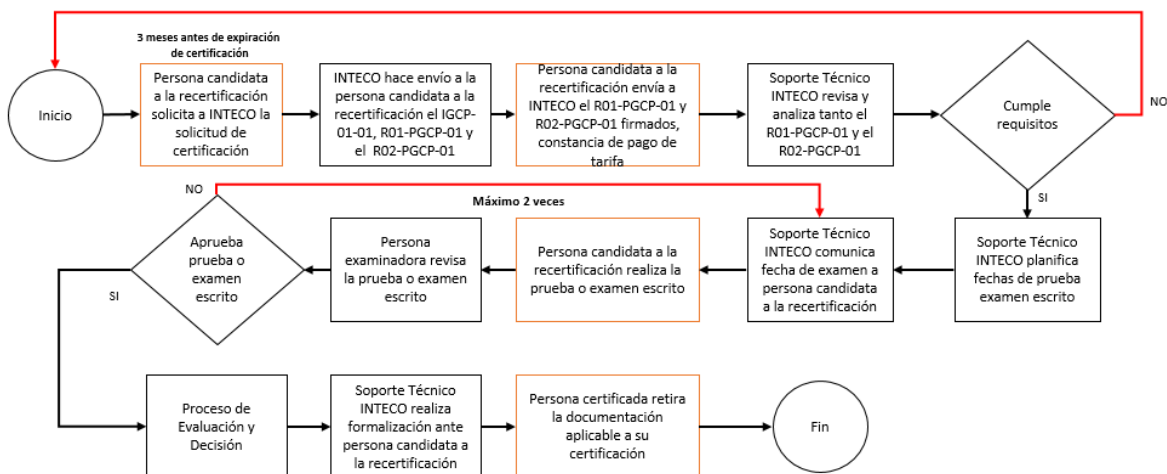 3 meses antes de expiración
de certificación
Inicio
Persona candidata
a la recertificación
solicita a INTECO la
solicitud de
certificación
INTECO hace envío a la
persona candidata a la
recertificación el IGCP-
01-01, R01-PGCP-01 y
el R02-PGCP-01
Persona candidata a la
recertificación envía a
INTECO el R01-PGCP-01 y
R02-PGCP-01 firmados,
constancia de pago de
tarifa
Soporte Técnico
INTECO revisa y
analiza tanto el
R01-PGCP-01 y el
R02-PGCP-01
Cumple
requisitos
NO
SI
NO
Máximo 2 veces
Aprueba
prueba o
examen
escrito
SI
Persona
examinadora revisa
la prueba o examen
escrito
Persona candidata a la
recertificación realiza la
prueba o examen escrito
Soporte Técnico
INTECO comunica
fecha de examen a
persona candidata
a la recertificación
Soporte Técnico
INTECO planifica
fechas de prueba
examen escrito
Proceso de
Evaluación y
Decisión
Soporte Técnico
INTECO realiza
formalización ante
persona candidata a
la recertificación
Persona certificada retira
la documentación
aplicable a su
certificación
Fin